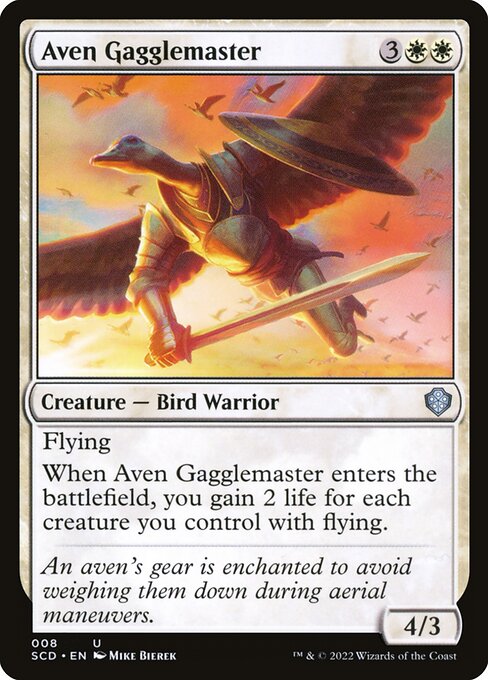 Aven Gagglemaster 3
Creature — Bird Warrior
Flying
When Aven Gagglemaster enters the
battlefield, you gain 2 life for each
creature you control with flying.
An aven's gear is enchanted to avoid
weighing them down during aerial
maneuvers.
4/3
008 U
SCD • EN Mike Bierek
™ & © 2022 Wizards of the Coast